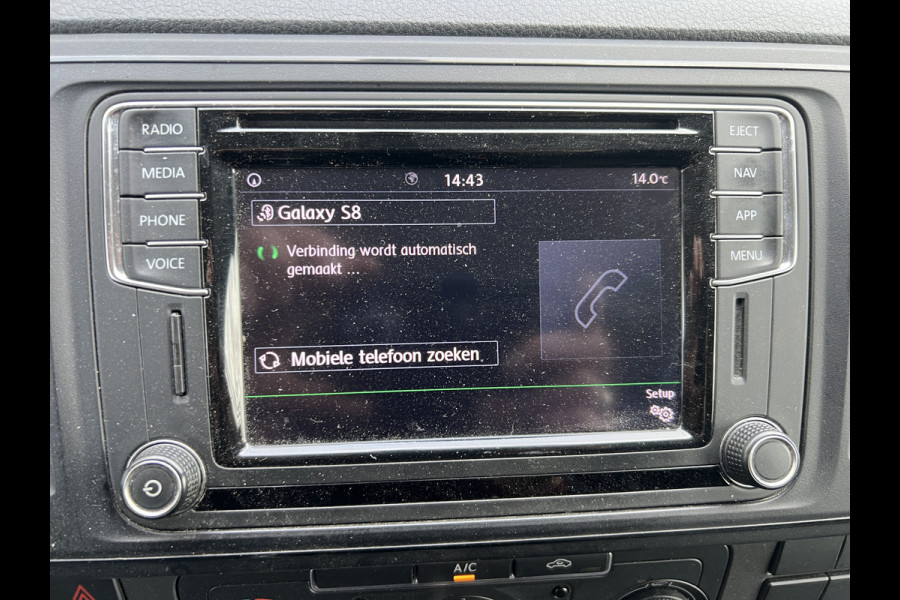 RADIO
MEDIA
PHONE
VOICE
14:43
14.0°C
Galaxy S8
Verbinding wordt automatisch
gemaakt ...
Mobiele telefoon zoeken
Setup
EJECT
NAV
APP
MENU
A/C